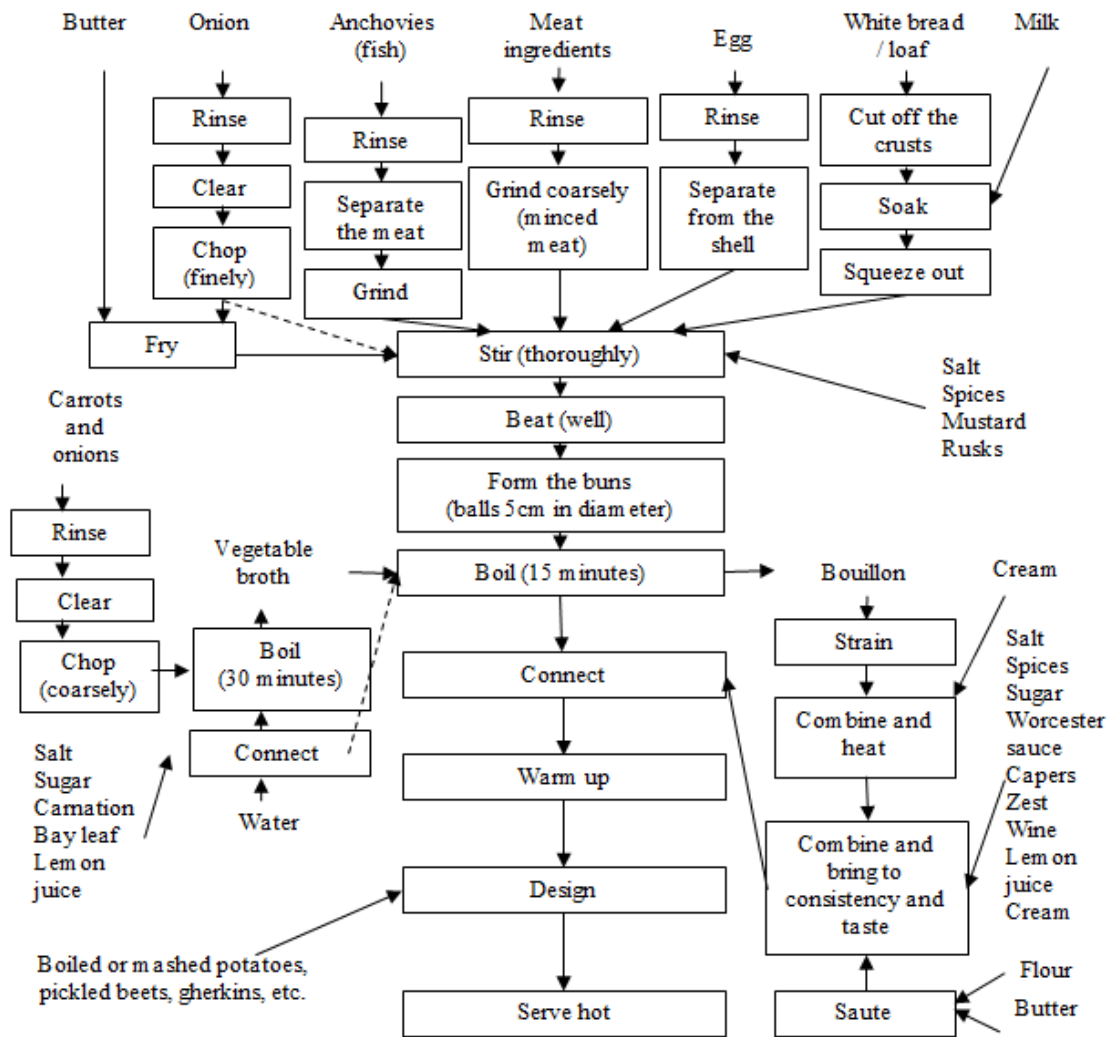 Butter
Onion
Anchovies
(fish)
Meat
ingredients
Egg
White bread
/ loaf
Milk
Rinse
Clear
Chop
(finely)
Fry
Rinse
Separate
the meat
Grind
Rinse
Grind coarsely
(minced
meat)
Rinse
Separate
from the
shell
Cut off the
crusts
Soak
Squeeze out
Stir (thoroughly)
Salt
Spices
Mustard
Rusks
Beat (well)
Form the buns
(balls 5cm in diameter)
Carrots
and
onions
Rinse
Clear
Chop
(coarsely)
Vegetable
broth
Boil
(30 minutes)
Connect
Water
Salt
Sugar
Carnation
Bay leaf
Lemon
juice
Boil (15 minutes)
Bouillon
Cream
Strain
Combine and
heat
Salt
Spices
Sugar
Worcester
sauce
Capers
Zest
Wine
Lemon
juice
Cream
Combine and
bring to
consistency and
taste
Connect
Warm up
Design
Boiled or mashed potatoes,
pickled beets, gherkins, etc.
Serve hot
Saute
Flour
Butter